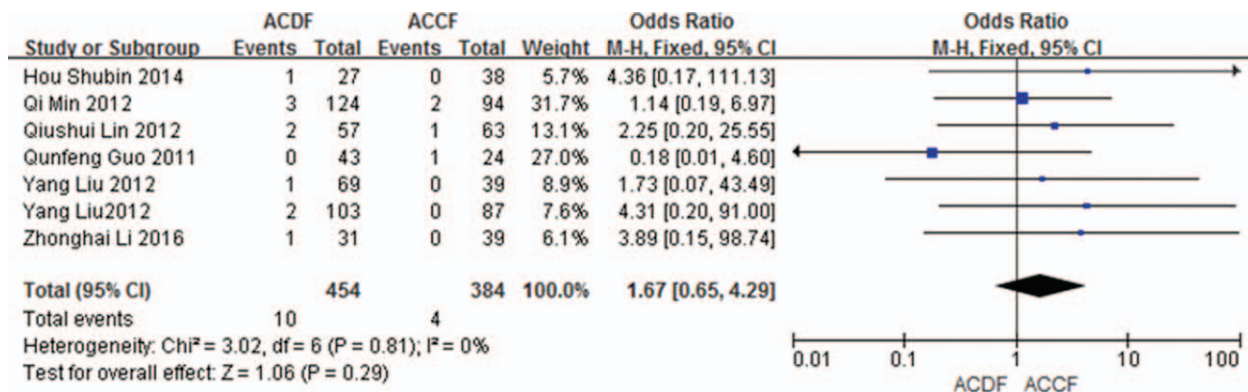 ACDF ACCF Odds Ratio Odds Ratio
Study or Subgroup Events Total Events Total Weight M-H, Fixed, 95% CI M-H, Fixed, 95% CI
Hou Shubin 2014 1 27 0 38 5.7% 4.36 [0.17, 111.13]
Qi Min 2012 3 124 2 94 31.7% 1.14 [0.19, 6.97]
Qiushui Lin 2012 2 57 1 63 13.1% 2.25 [0.20, 25.55]
Qunfeng Guo 2011 0 43 1 24 27.0% 0.18 [0.01, 4.60]
Yang Liu 2012 1 69 0 39 8.9% 1.73 [0.07, 43.49]
Yang Liu2012 2 103 0 87 7.6% 4.31 [0.20, 91.00]
Zhonghai Li 2016 1 31 0 39 6.1% 3.89 [0.15, 98.74]
Total (95% CI) 454 384 100.0% 1.67 [0.65, 4.29]
Total events 10 4
Heterogeneity: Chi² = 3.02, df = 6 (P = 0.81); I² = 0%
Test for overall effect: Z = 1.06 (P = 0.29)
0.01 0.1 1 10 100
ACDF ACCF